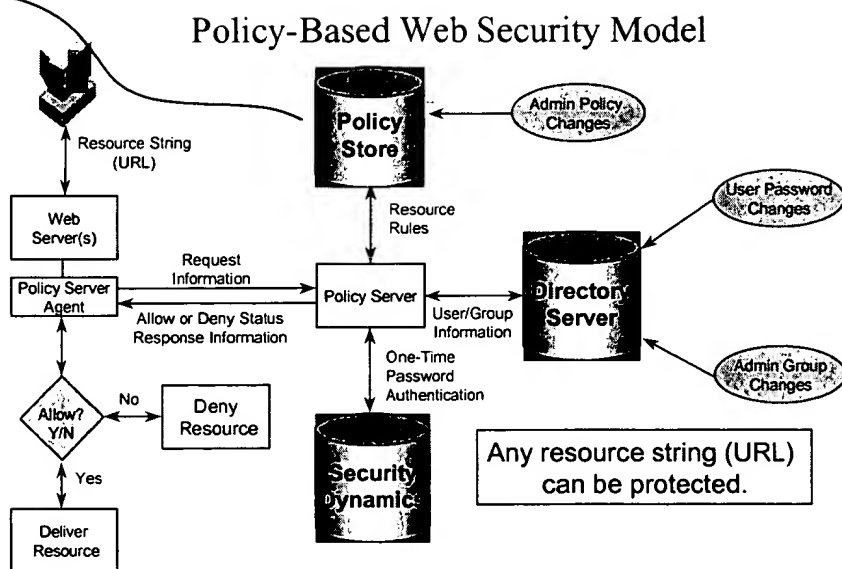 Policy-Based Web Security Model
Resource String
(URL)
Policy
Store
Admin Policy
Changes
Web
Server(s)
Resource
Rules
User Password
Changes
Request
Information
Policy Server
Agent
Policy Server
Directory
Server
Allow or Deny Status
Response Information
User/Group
Information
One-Time
Password
Authentication
Admin Group
Changes
Allow?
Y/N
No
Deny
Resource
Yes
Security
Dynamics
Any resource string (URL)
can be protected.
Deliver
Resource